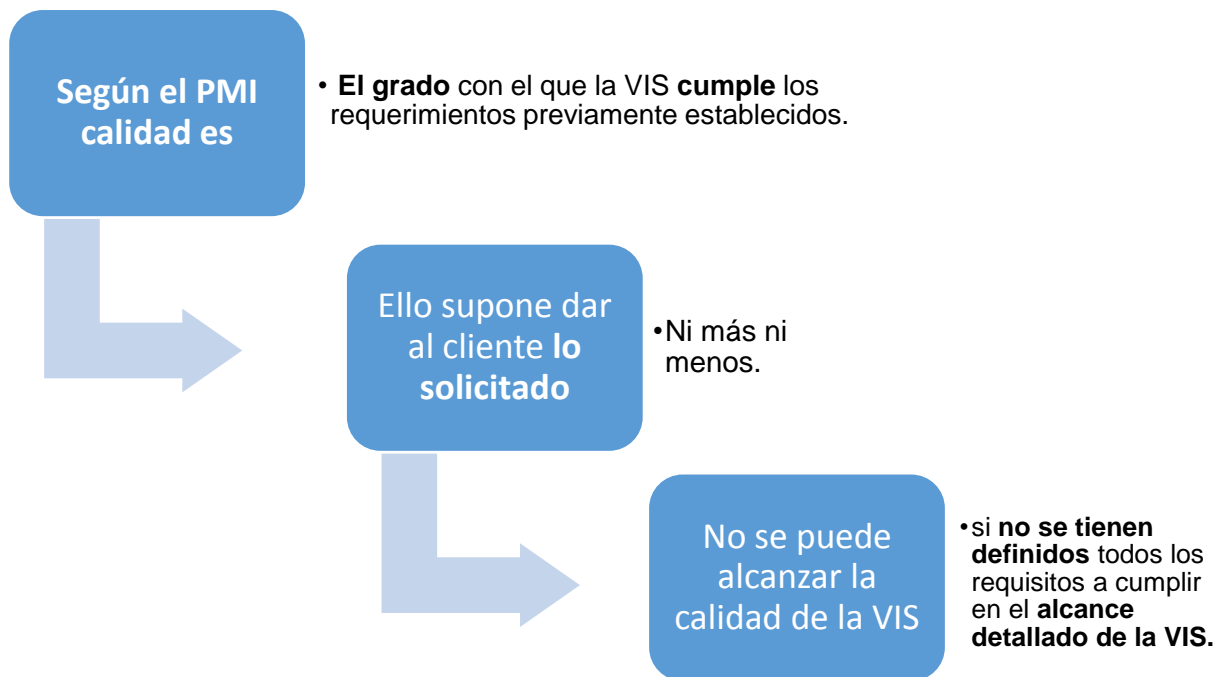 Según el PMI
calidad es
• El grado con el que la VIS cumple los
requerimientos previamente establecidos.
Ello supone dar
al cliente lo
solicitado
•Ni más ni
menos.
No se puede
alcanzar la
calidad de la VIS
•si no se tienen
definidos todos los
requisitos a cumplir
en el alcance
detallado de la VIS.